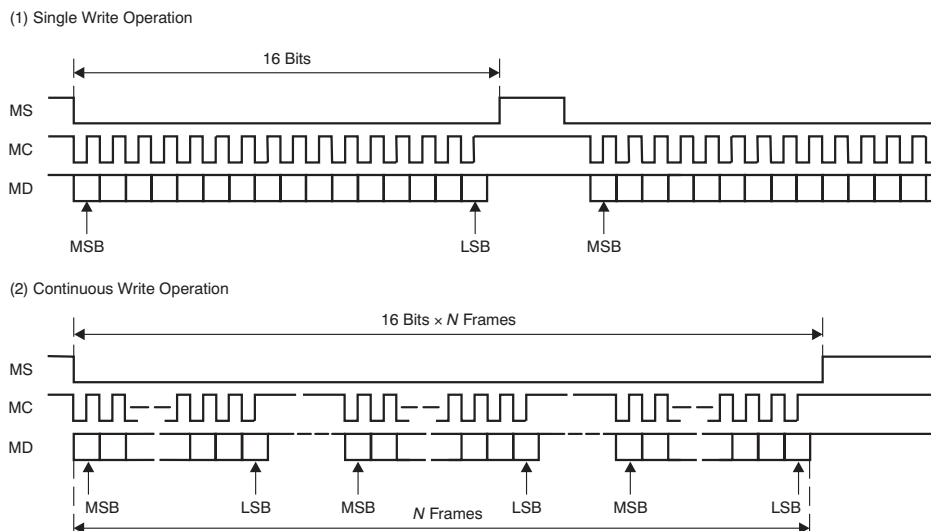 (1) Single Write Operation
16 Bits
MS
MC
MD
MSB LSB MSB
(2) Continuous Write Operation
16 Bits × N Frames
MS
MC
MD
MSB LSB MSB LSB MSB LSB
N Frames